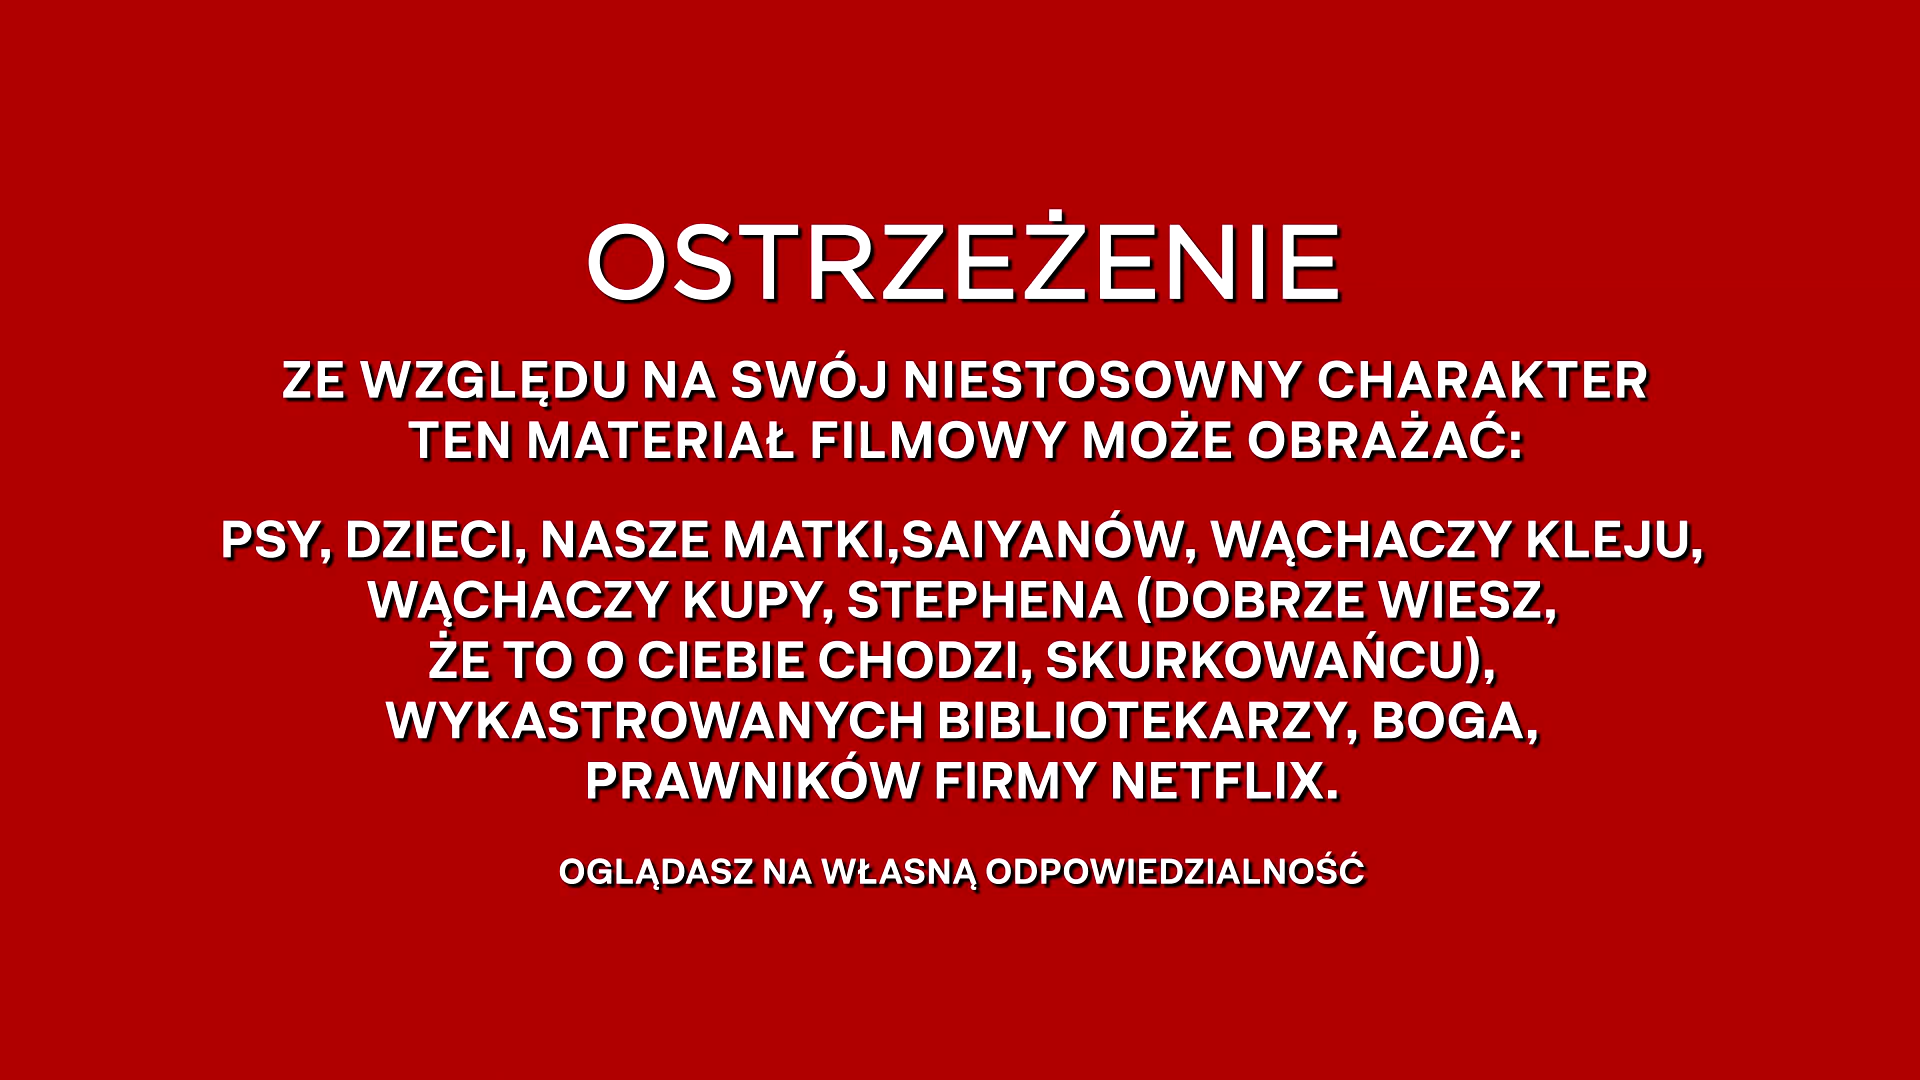 OSTRZEŻENIE
ZE WZGLĘDU NA SWÓJ NIESTOSOWNY CHARAKTER
TEN MATERIAŁ FILMOWY MOŻE OBRAŻAĆ:
PSY, DZIECI, NASZE MATKI,SAIYANÓW, WĄCHACZY KLEJU,
WĄCHACZY KUPY, STEPHENA (DOBRZE WIESZ,
ŻE TO O CIEBIE CHODZI, SKURKOWAŃCU),
WYKASTROWANYCH BIBLIOTEKARZY, BOGA,
PRAWNIKÓW FIRMY NETFLIX.
OGLĄDASZ NA WŁASNĄ ODPOWIEDZIALNOŚĆ